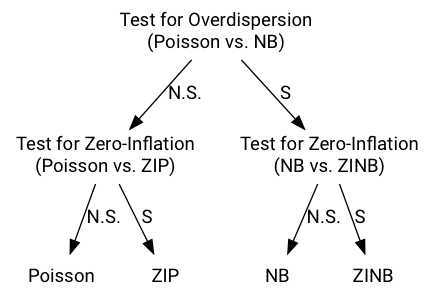 Test for Overdispersion
(Poisson vs. NB)
N.S.
S
Test for Zero-Inflation
(Poisson vs. ZIP)
Test for Zero-Inflation
(NB vs. ZINB)
N.S.
S
N.S.
S
Poisson
ZIP
NB
ZINB